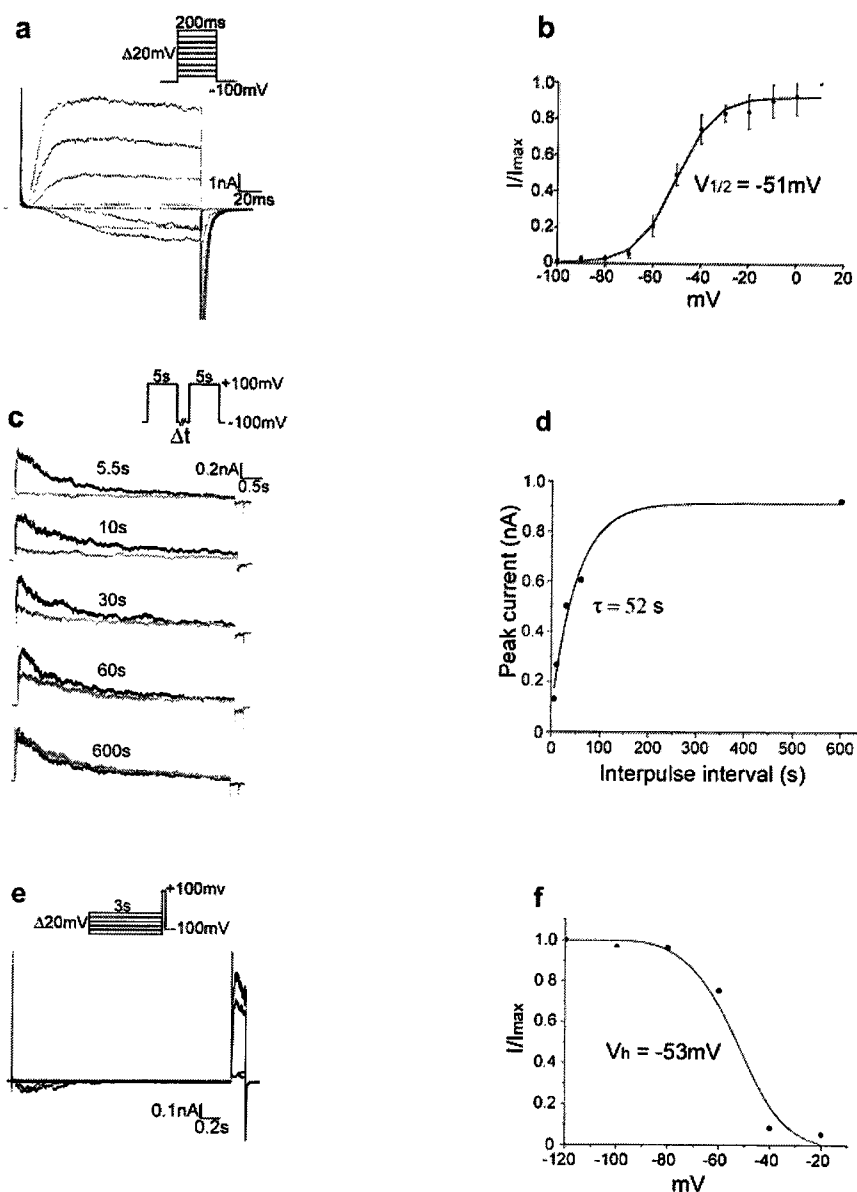 a
200ms
Δ20mV
-100mV
1nA
20ms
b
1.0
0.8
0.6
0.4
0.2
I/Imax
V1/2 = -51mV
-100 -80 -60 -40 -20 0 20
mV
c
5s 5s +100mV
-100mV
Δt
5.5s
0.2nA
0.5s
10s
30s
60s
600s
d
1.0
0.8
0.6
0.4
0.2
0
Peak current (nA)
τ = 52 s
0 100 200 300 400 500 600
Interpulse interval (s)
e
+100mv
3s
Δ20mV
-100mV
0.1nA
0.2s
f
1.0
0.8
0.6
0.4
0.2
0
I/Imax
Vh = -53mV
-120 -100 -80 -60 -40 -20
mV